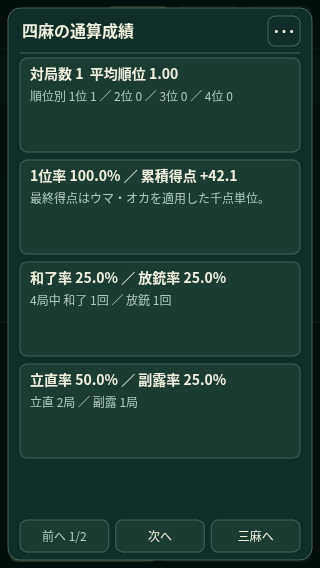 四麻の通算成績
…
対局数 1 平均順位 1.00
順位別 1位 1 ／ 2位 0 ／ 3位 0 ／ 4位 0
1位率 100.0% ／ 累積得点 +42.1
最終得点はウマ・オカを適用した千点単位。
和了率 25.0% ／ 放銃率 25.0%
4局中 和了 1回 ／ 放銃 1回
立直率 50.0% ／ 副露率 25.0%
立直 2局 ／ 副露 1局
前へ 1/2
次へ
三麻へ